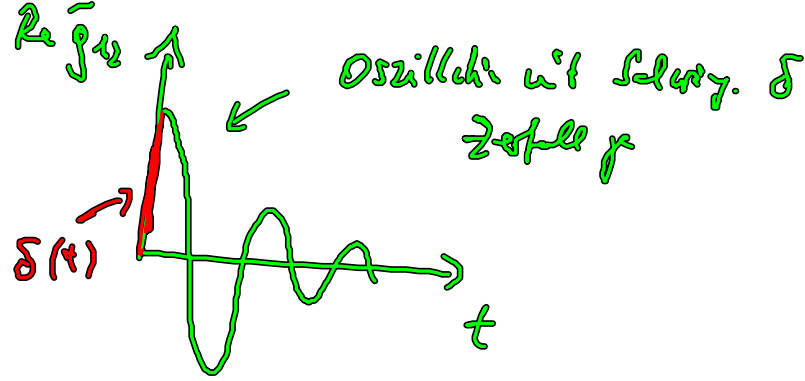 Re ρ̃₁₂
Oszillation mit Schwing. δ
Zerfall γ
δ(t)
t